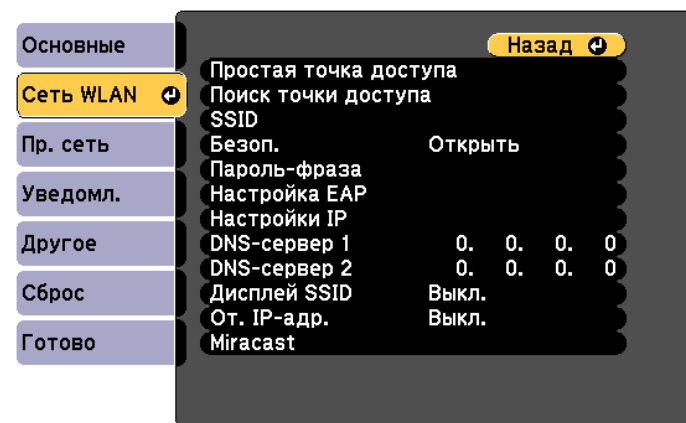 Основные
Сеть WLAN
Пр. сеть
Уведомл.
Другое
Сброс
Готово
Назад
Простая точка доступа
Поиск точки доступа
SSID
Безоп. Открыть
Пароль-фраза
Настройка EAP
Настройки IP
DNS-сервер 1 0. 0. 0. 0
DNS-сервер 2 0. 0. 0. 0
Дисплей SSID Выкл.
От. IP-адр. Выкл.
Miracast